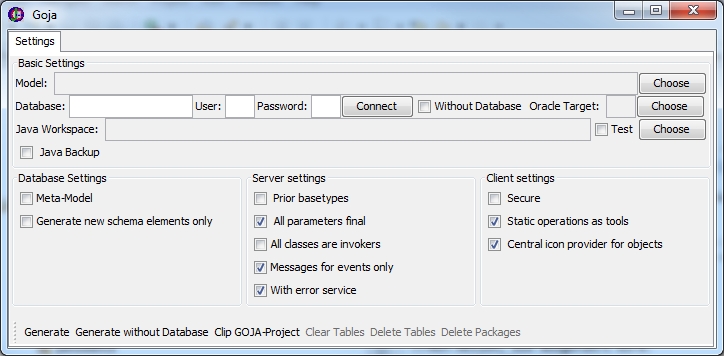 Goja
Settings
Basic Settings
Model: Choose
Database: User: Password: Connect Without Database Oracle Target: Choose
Java Workspace: Test Choose
Java Backup
Database Settings
Meta-Model
Generate new schema elements only
Server settings
Prior basetypes
All parameters final
All classes are invokers
Messages for events only
With error service
Client settings
Secure
Static operations as tools
Central icon provider for objects
Generate Generate without Database Clip GOJA-Project Clear Tables Delete Tables Delete Packages